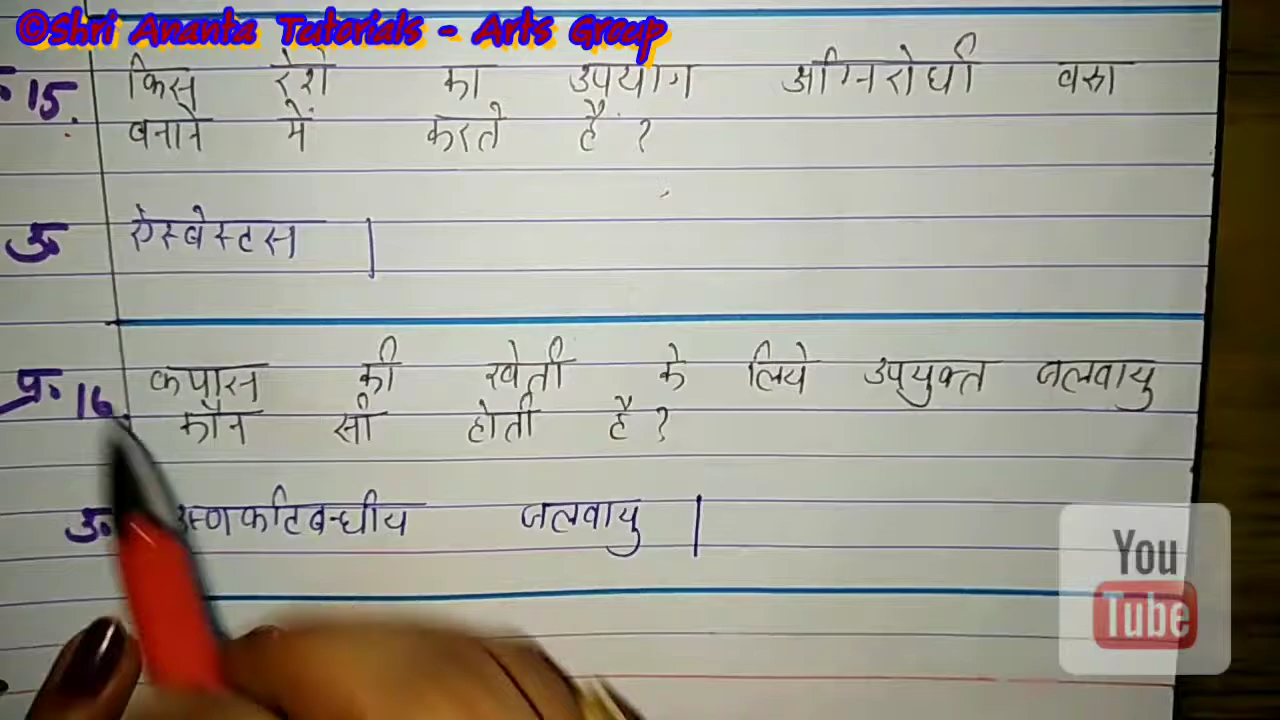 ©Shri Ananta Tutorials - Arts Group
15. किस रेशे का उपयोग अग्निरोधी वस्त्र
बनाने में करते हैं ?
उ ऐस्बेस्टस |
प्र. 16. कपास की खेती के लिये उपयुक्त जलवायु
कौन सी होती है ?
उ. उष्णकटिबन्धीय जलवायु |
You
Tube